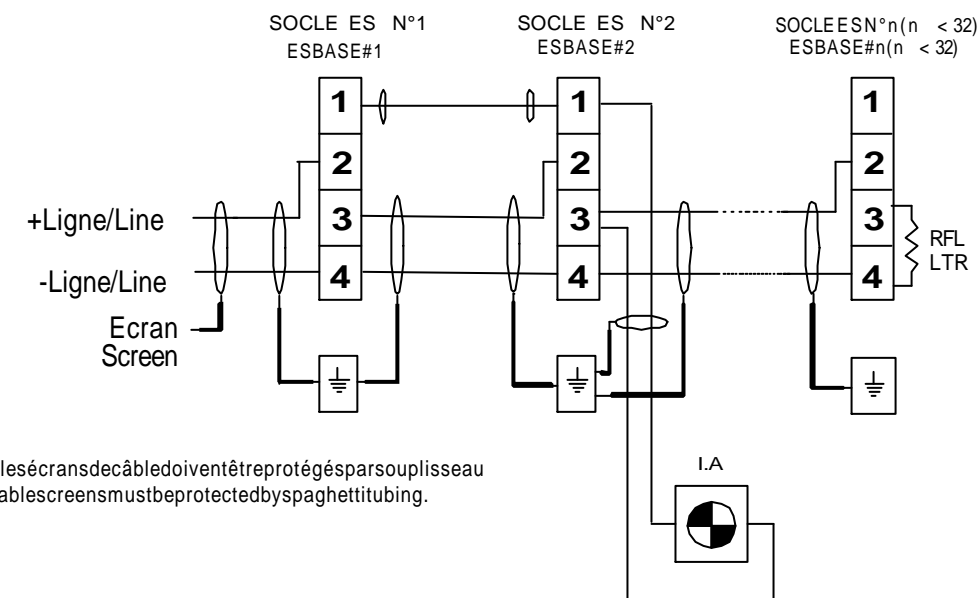 SOCLE ES N°1
ESBASE#1
SOCLE ES N°2
ESBASE#2
SOCLEESN°n(n < 32)
ESBASE#n(n < 32)
1
2
3
4
1
2
3
4
1
2
3
4
+Ligne/Line
-Ligne/Line
Ecran
Screen
RFL
LTR
lesécransdecâbledoiventêtreprotégésparsouplisseau
ablescreensmustbeprotectedbyspaghettitubing.
I.A